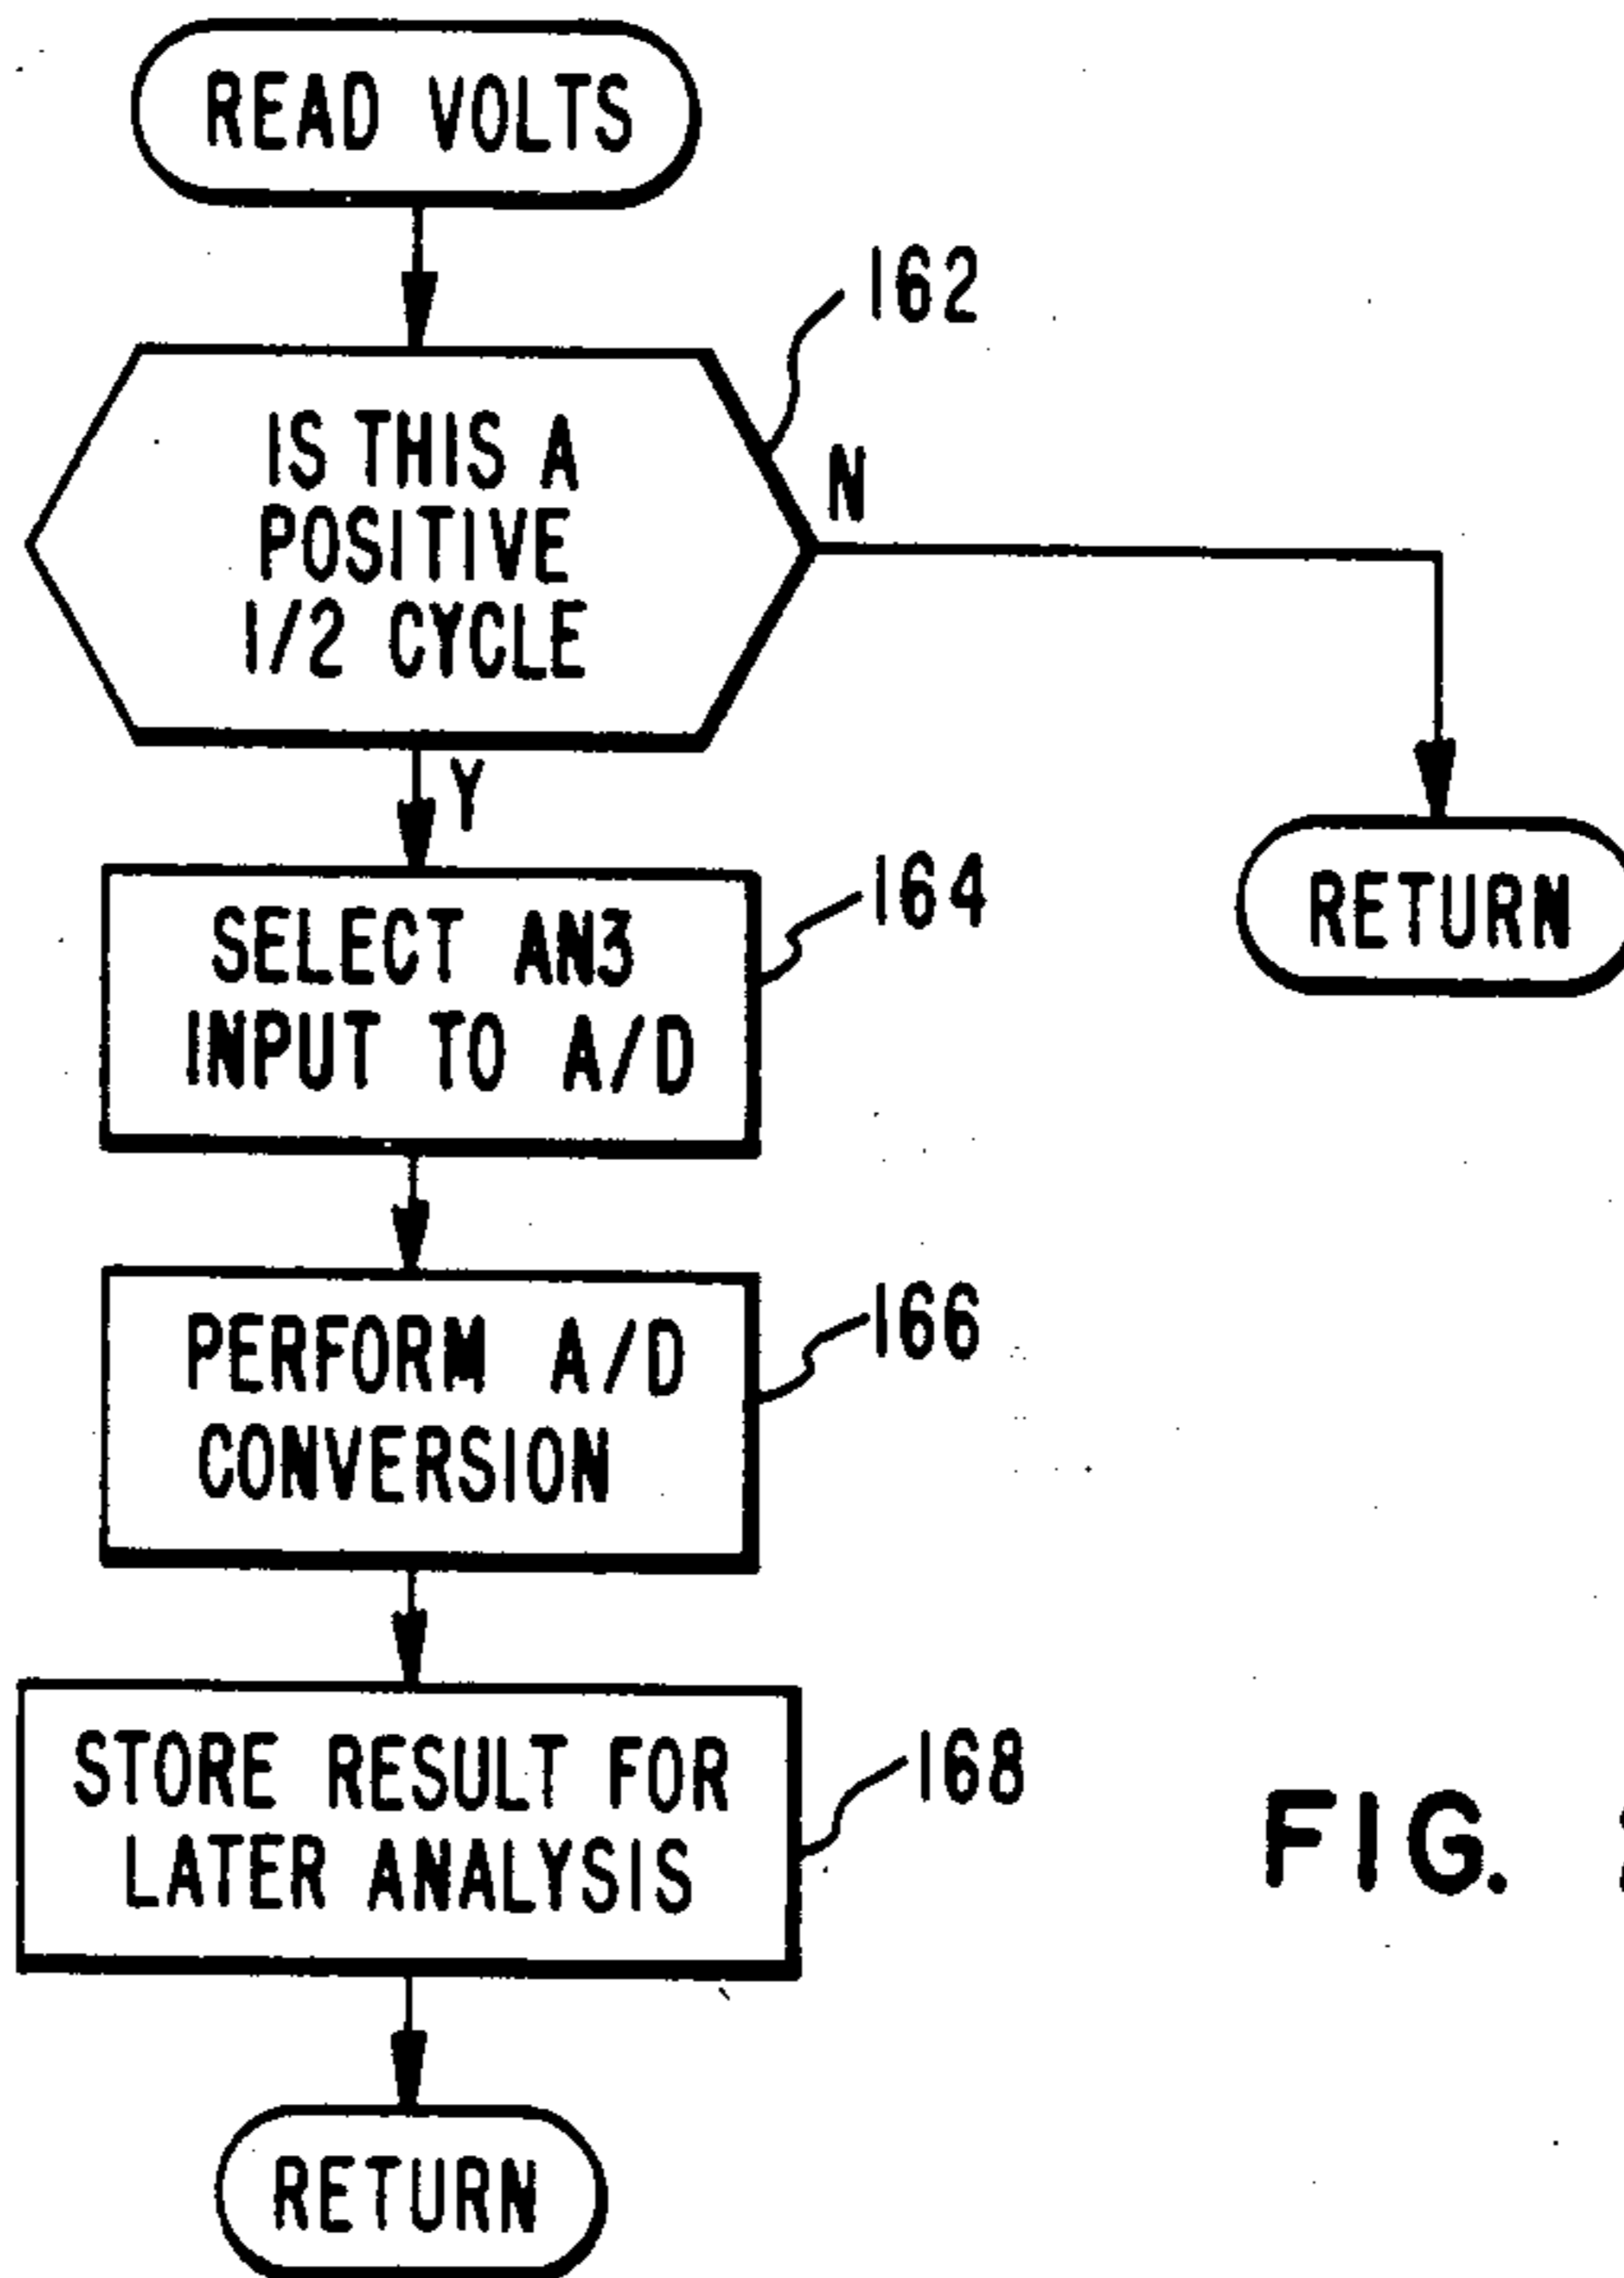 READ VOLTS
162
IS THIS A
POSITIVE
1/2 CYCLE
N
Y
164
SELECT AN3
INPUT TO A/D
RETURN
166
PERFORM A/D
CONVERSION
168
STORE RESULT FOR
LATER ANALYSIS
FIG.
RETURN